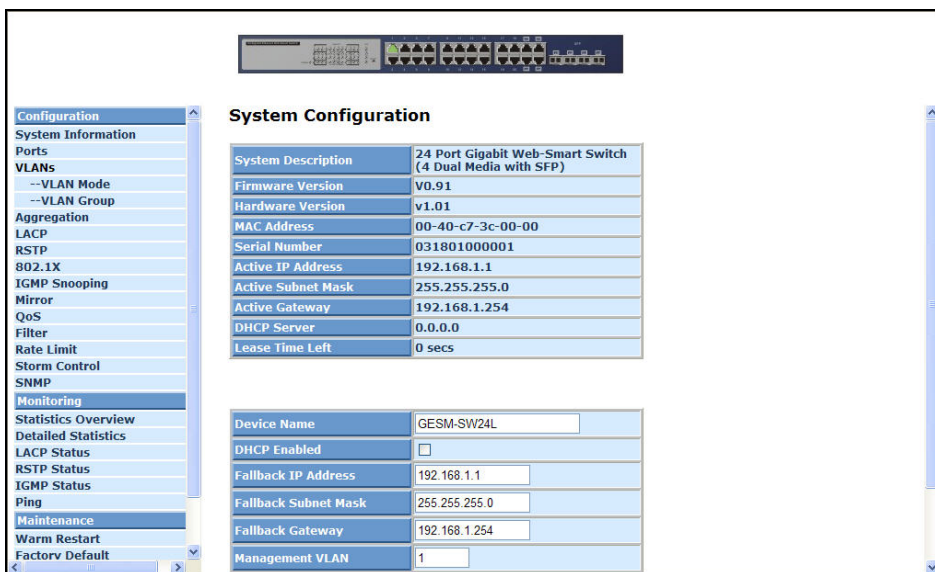 Configuration
System Information
Ports
VLANs
--VLAN Mode
--VLAN Group
Aggregation
LACP
RSTP
802.1X
IGMP Snooping
Mirror
QoS
Filter
Rate Limit
Storm Control
SNMP
Monitoring
Statistics Overview
Detailed Statistics
LACP Status
RSTP Status
IGMP Status
Ping
Maintenance
Warm Restart
Factory Default
System Configuration
System Description 24 Port Gigabit Web-Smart Switch
(4 Dual Media with SFP)
Firmware Version V0.91
Hardware Version v1.01
MAC Address 00-40-c7-3c-00-00
Serial Number 031801000001
Active IP Address 192.168.1.1
Active Subnet Mask 255.255.255.0
Active Gateway 192.168.1.254
DHCP Server 0.0.0.0
Lease Time Left 0 secs
Device Name GESM-SW24L
DHCP Enabled
Fallback IP Address 192.168.1.1
Fallback Subnet Mask 255.255.255.0
Fallback Gateway 192.168.1.254
Management VLAN 1